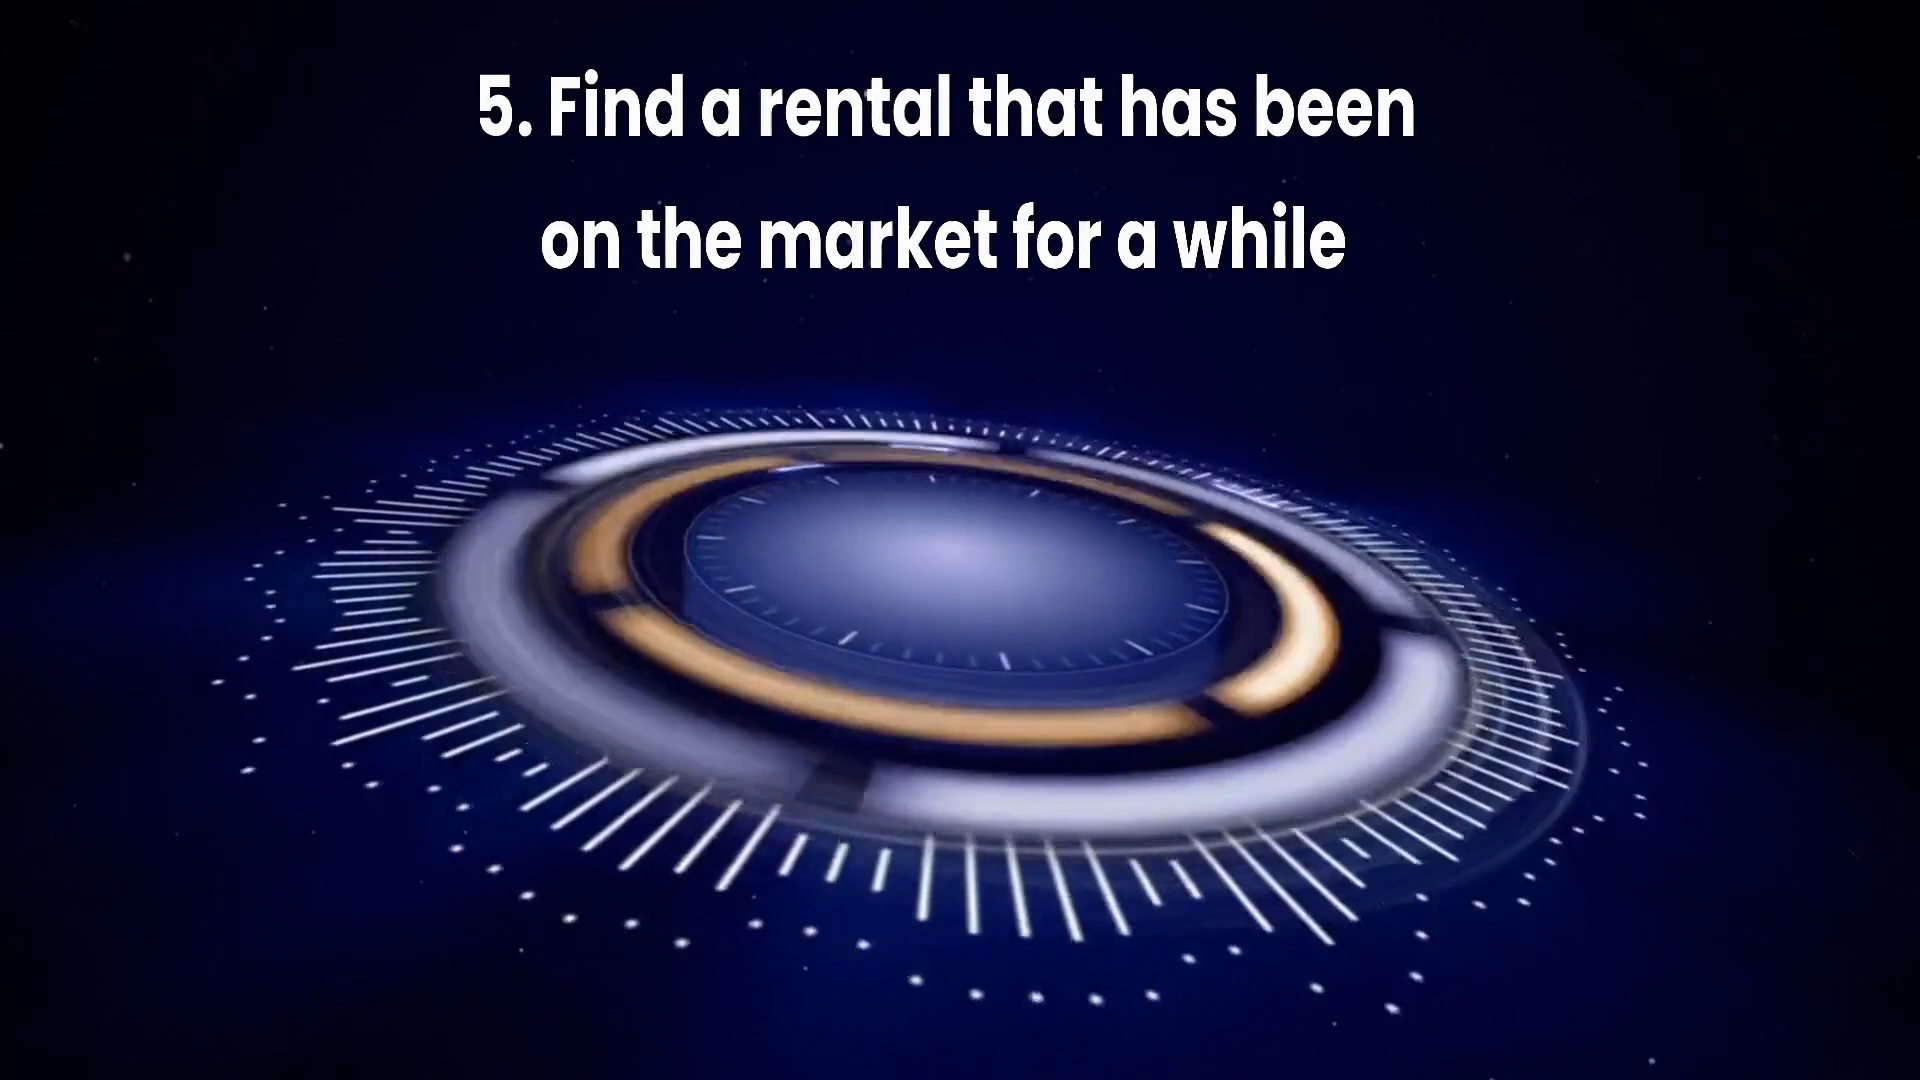 5. Find a rental that has been
on the market for a while